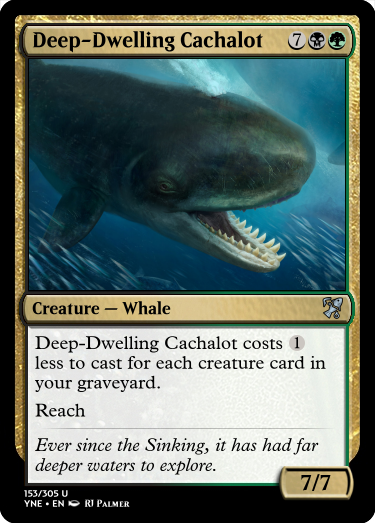 Deep-Dwelling Cachalot 7
Creature — Whale
Deep-Dwelling Cachalot costs 1
less to cast for each creature card in
your graveyard.
Reach
Ever since the Sinking, it has had far
deeper waters to explore.
7/7
153/305 U
YNE • EN RJ Palmer